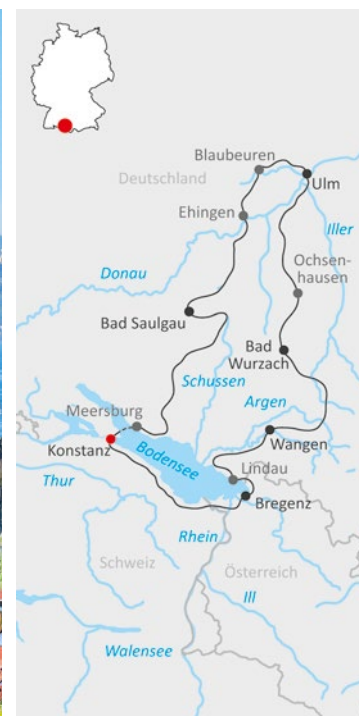 Blaubeuren
Deutschland
Ulm
Ehingen
Iller
Donau
Ochsen-
hausen
Bad Saulgau
Bad
Wurzach
Schussen
Argen
Meersburg
Wangen
Konstanz
Bodensee
Lindau
Thur
Bregenz
Rhein
Schweiz
Österreich
Ill
Walensee